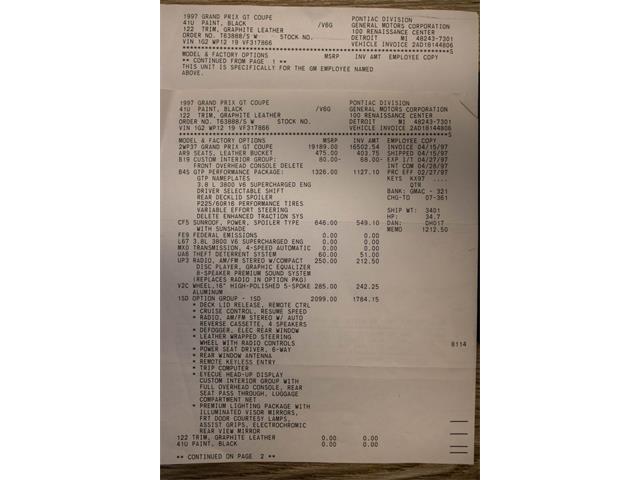 1997 GRAND PRIX GT COUPE PONTIAC DIVISION
41U PAINT, BLACK /V6G GENERAL MOTORS CORPORATION
122 TRIM, GRAPHITE LEATHER 100 RENAISSANCE CENTER
ORDER NO. T63888/S W STOCK NO. DETROIT MI 48243-7301
VIN 1G2 WP12 19 VF317866 VEHICLE INVOICE 2AD18144806
MODEL & FACTORY OPTIONS MSRP INV AMT EMPLOYEE COPY
** CONTINUED FROM PAGE 1 **
THIS UNIT IS SPECIFICALLY FOR THE GM EMPLOYEE NAMED
ABOVE.
1997 GRAND PRIX GT COUPE PONTIAC DIVISION
41U PAINT, BLACK /V6G GENERAL MOTORS CORPORATION
122 TRIM, GRAPHITE LEATHER 100 RENAISSANCE CENTER
ORDER NO. T63888/S W STOCK NO. DETROIT MI 48243-7301
VIN 1G2 WP12 19 VF317866 VEHICLE INVOICE 2AD18144806
MODEL & FACTORY OPTIONS MSRP INV AMT EMPLOYEE COPY
2WP37 GRAND PRIX GT COUPE 19189.00 16502.54 INVOICE 04/15/97
AR9 SEATS, LEATHER BUCKET 475.00 403.75 SHIPPED 04/15/97
B19 CUSTOM INTERIOR GROUP: 80.00- 68.00- EXP I/T 04/27/97
FRONT OVERHEAD CONSOLE DELETE INT COM 04/28/97
B4S GTP PERFORMANCE PACKAGE: 1326.00 1127.10 PRC EFF 02/27/97
GTP NAMEPLATES KEYS KX97 ....
3.8 L 3800 V6 SUPERCHARGED ENG QTR
DRIVER SELECTABLE SHIFT BANK: GMAC - 321
REAR DECKLID SPOILER CHG-TO 07-361
P225/60R16 PERFORMANCE TIRES
VARIABLE EFFORT STEERING SHIP WT: 3401
DELETE ENHANCED TRACTION SYS HP: 34.7
CF5 SUNROOF, POWER, SPOILER TYPE 646.00 549.10 DAN: DH017
WITH SUNSHADE MEMO 1212.50
FE9 FEDERAL EMISSIONS 0.00 0.00
L67 3.8L 3800 V6 SUPERCHARGED ENG 0.00 0.00
MX0 TRANSMISSION, 4-SPEED AUTOMATIC 0.00 0.00
UA6 THEFT DETERRENT SYSTEM 60.00 51.00
UP3 RADIO, AM/FM STEREO W/COMPACT 250.00 212.50
DISC PLAYER, GRAPHIC EQUALIZER
8-SPEAKER PREMIUM SOUND SYSTEM
(REPLACES RADIO IN OPTION PKG)
V2C WHEEL,16" HIGH-POLISHED 5-SPOKE 285.00 242.25
ALUMINUM
1SD OPTION GROUP - 1SD 2099.00 1784.15
* DECK LID RELEASE, REMOTE CTRL
* CRUISE CONTROL, RESUME SPEED
* RADIO, AM/FM STEREO W/ AUTO
REVERSE CASSETTE, 4 SPEAKERS
* DEFOGGER, ELEC REAR WINDOW
* LEATHER WRAPPED STEERING
WHEEL WITH RADIO CONTROLS 8114
* POWER SEAT DRIVER, 6-WAY
* REAR WINDOW ANTENNA
* REMOTE KEYLESS ENTRY
* TRIP COMPUTER
* EYECUE HEAD-UP DISPLAY
CUSTOM INTERIOR GROUP WITH
FULL OVERHEAD CONSOLE, REAR
SEAT PASS THROUGH, LUGGAGE
COMPARTMENT NET
* PREMIUM LIGHTING PACKAGE WITH
ILLUMINATED VISOR MIRRORS,
FRT DOOR COURTESY LAMPS,
ASSIST GRIPS, ELECTROCHROMIC
REAR VIEW MIRROR
122 TRIM, GRAPHITE LEATHER 0.00 0.00
41U PAINT, BLACK 0.00 0.00
** CONTINUED ON PAGE 2 **